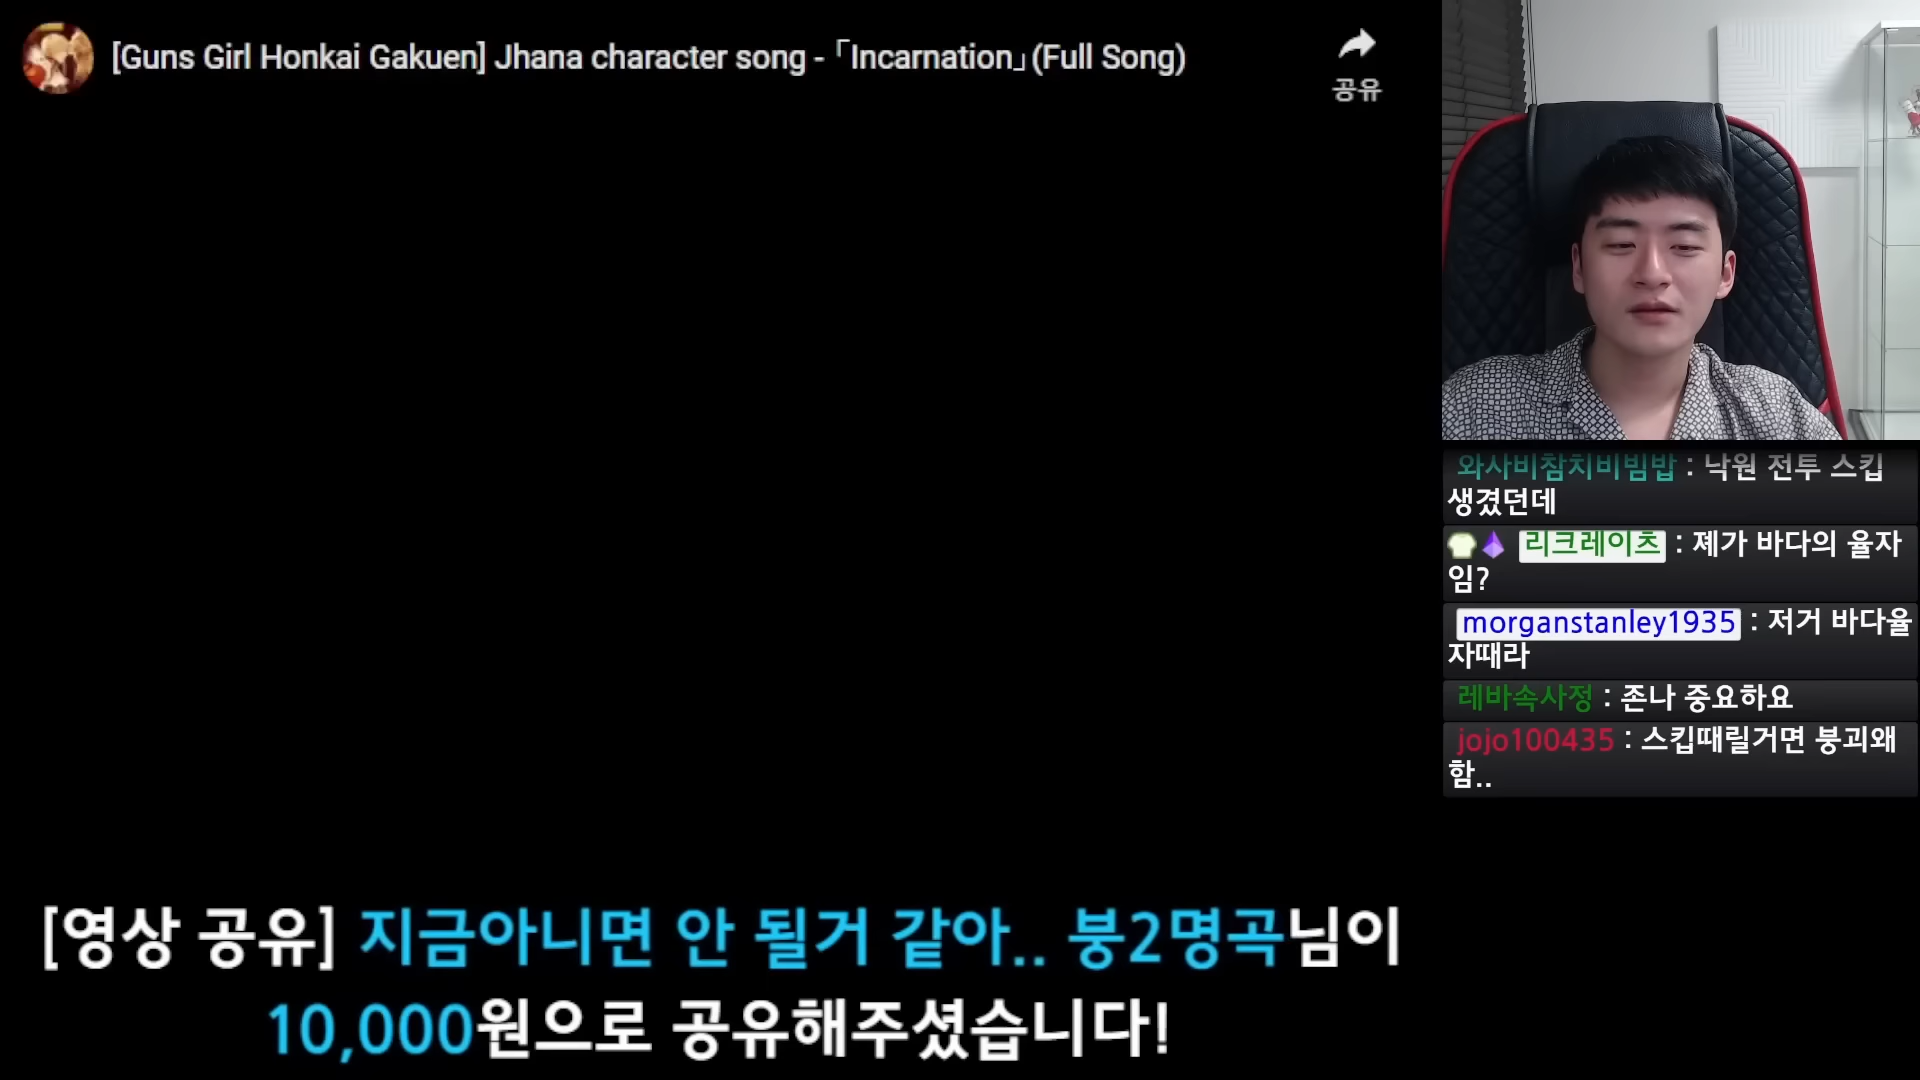 [Guns Girl Honkai Gakuen] Jhana character song -「Incarnation」(Full Song)
공유
와사비참치비빔밥 : 낙원 전투 스킵
생겼던데
리크레이츠 : 졔가 바다의 율자
임?
morganstanley1935 : 저거 바다율
자때라
레바속사정 : 존나 중요하요
jojo100435 : 스킵때릴거면 붕괴왜
함..
[영상 공유] 지금아니면 안 될거 같아.. 붕2명곡님이
10,000원으로 공유해주셨습니다!